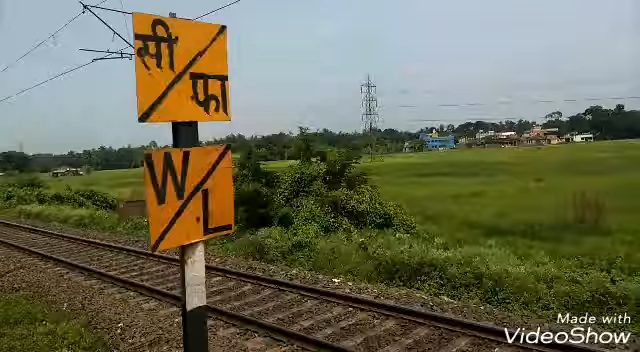 सी/फा
W/L
Made with
VideoShow